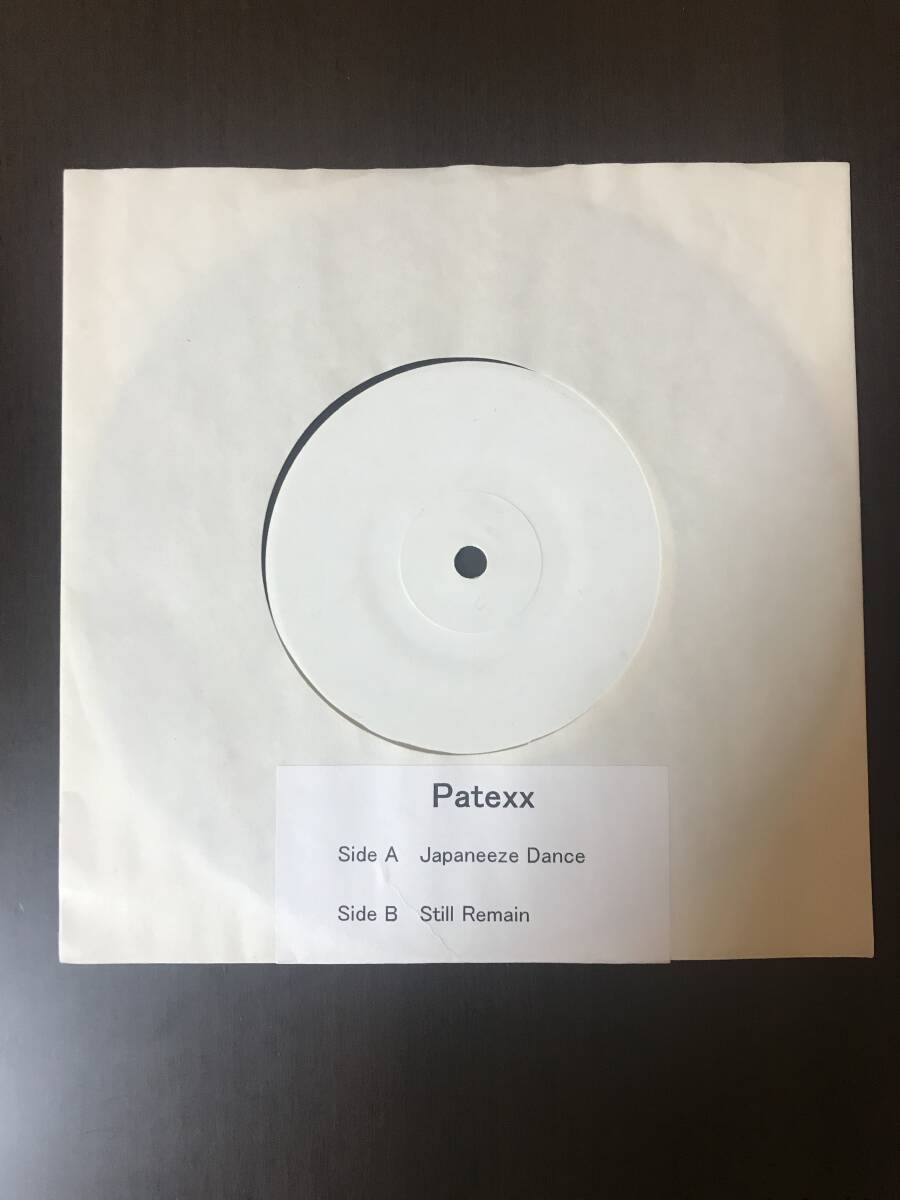 Patexx
Side A Japaneeze Dance
Side B Still Remain